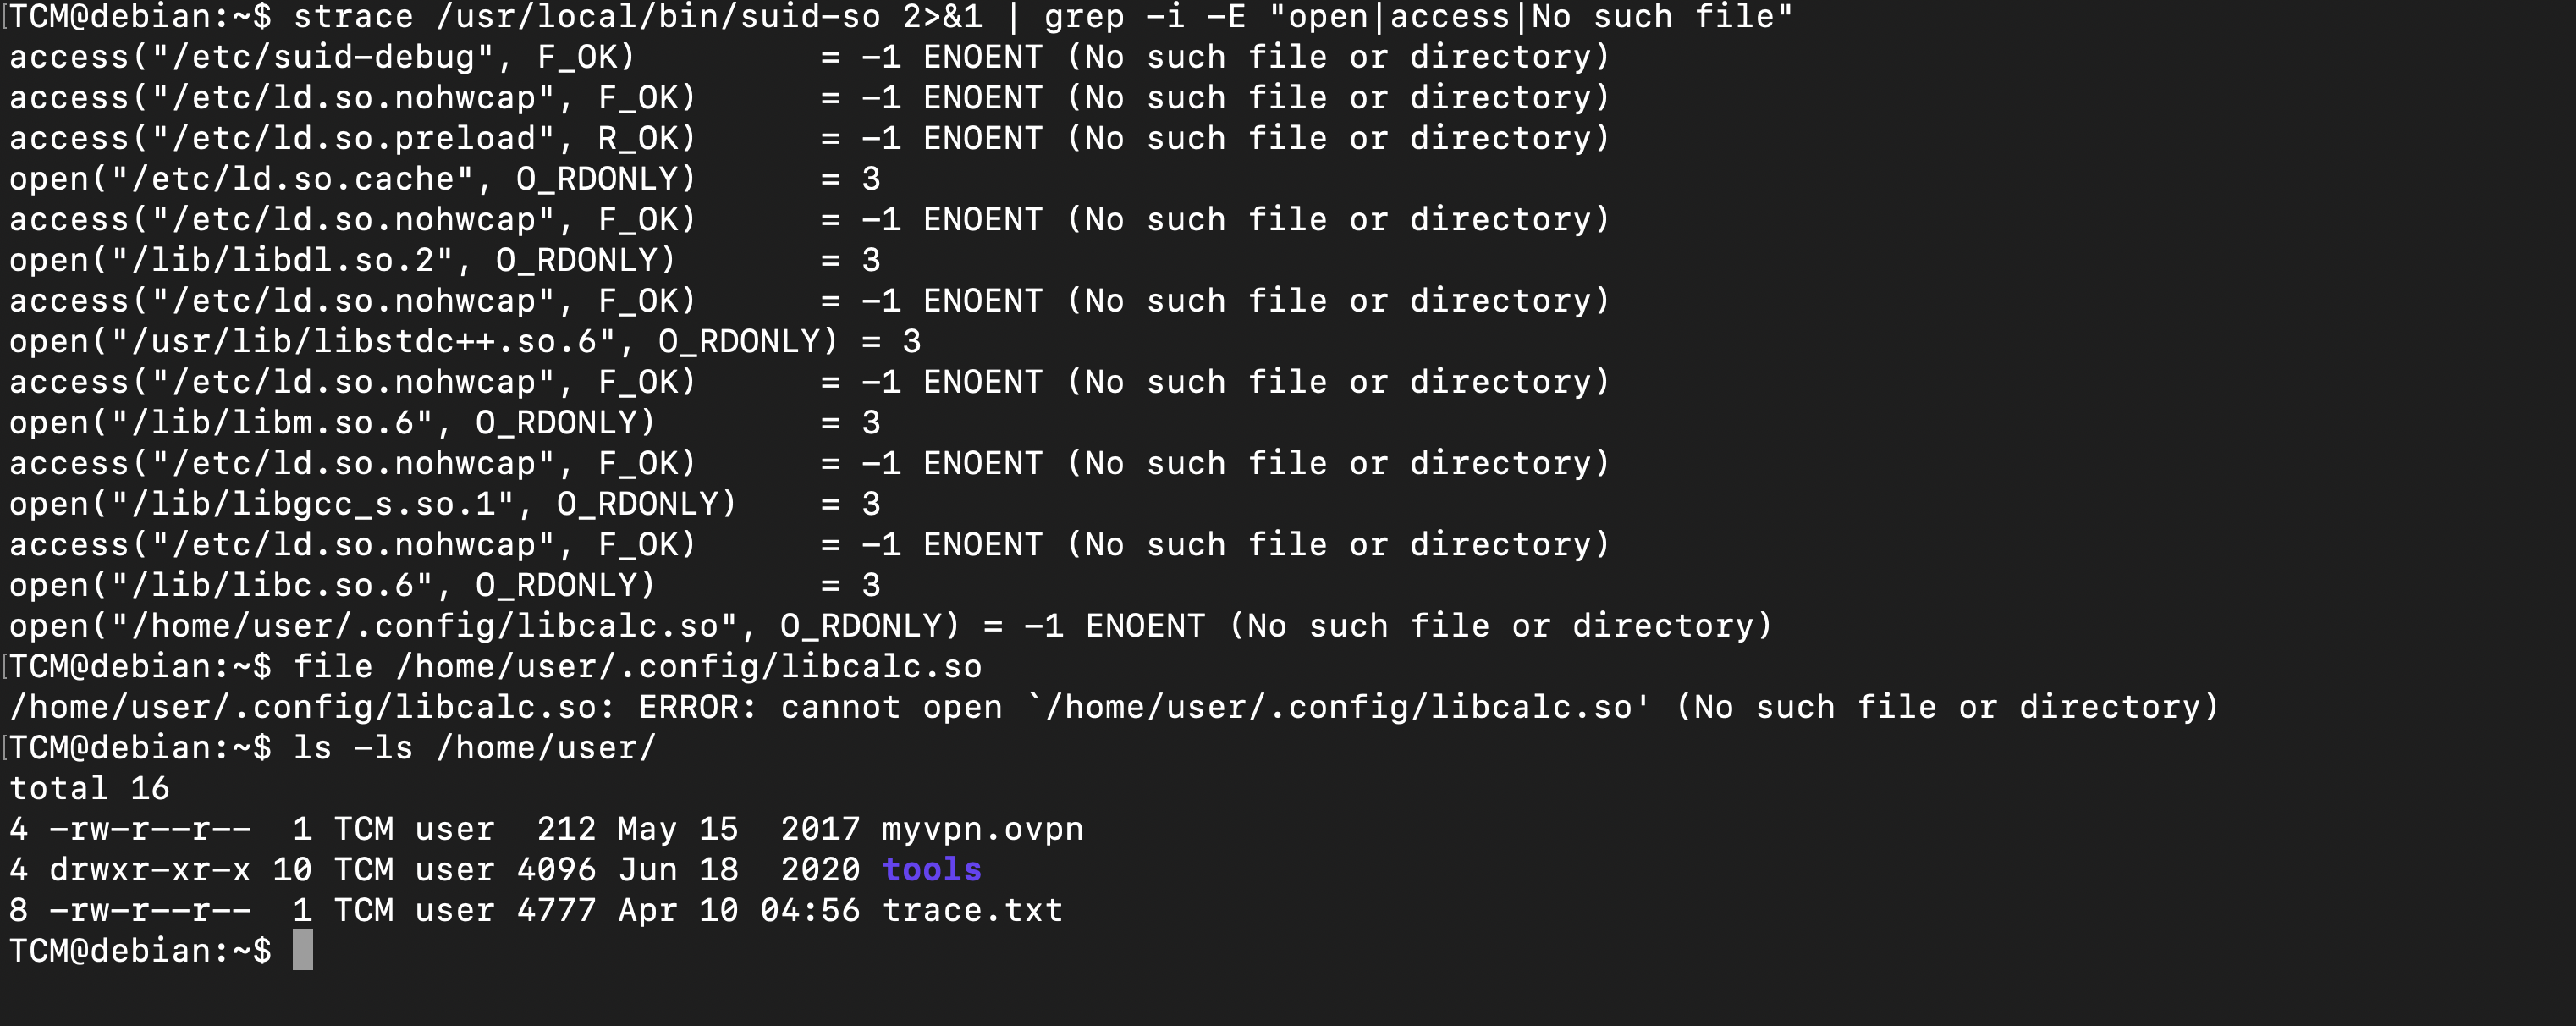 TCM@debian:~$ strace /usr/local/bin/suid-so 2>&1 | grep -i -E "open|access|No such file"
access("/etc/suid-debug", F_OK)         = -1 ENOENT (No such file or directory)
access("/etc/ld.so.nohwcap", F_OK)      = -1 ENOENT (No such file or directory)
access("/etc/ld.so.preload", R_OK)      = -1 ENOENT (No such file or directory)
open("/etc/ld.so.cache", O_RDONLY)      = 3
access("/etc/ld.so.nohwcap", F_OK)      = -1 ENOENT (No such file or directory)
open("/lib/libdl.so.2", O_RDONLY)       = 3
access("/etc/ld.so.nohwcap", F_OK)      = -1 ENOENT (No such file or directory)
open("/usr/lib/libstdc++.so.6", O_RDONLY) = 3
access("/etc/ld.so.nohwcap", F_OK)      = -1 ENOENT (No such file or directory)
open("/lib/libm.so.6", O_RDONLY)        = 3
access("/etc/ld.so.nohwcap", F_OK)      = -1 ENOENT (No such file or directory)
open("/lib/libgcc_s.so.1", O_RDONLY)    = 3
access("/etc/ld.so.nohwcap", F_OK)      = -1 ENOENT (No such file or directory)
open("/lib/libc.so.6", O_RDONLY)        = 3
open("/home/user/.config/libcalc.so", O_RDONLY) = -1 ENOENT (No such file or directory)
TCM@debian:~$ file /home/user/.config/libcalc.so
/home/user/.config/libcalc.so: ERROR: cannot open `/home/user/.config/libcalc.so' (No such file or directory)
TCM@debian:~$ ls -ls /home/user/
total 16
4 -rw-r--r--  1 TCM user  212 May 15  2017 myvpn.ovpn
4 drwxr-xr-x 10 TCM user 4096 Jun 18  2020 tools
8 -rw-r--r--  1 TCM user 4777 Apr 10 04:56 trace.txt
TCM@debian:~$